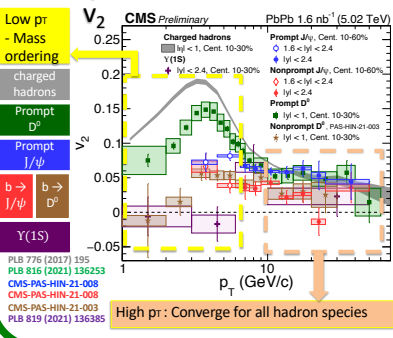 Low pT
- Mass
ordering
charged
hadrons
Prompt
D⁰
Prompt
J/ψ
b → J/ψ
b → D⁰
Υ(1S)
PLB 776 (2017) 195
PLB 816 (2021) 136253
CMS-PAS-HIN-21-008
CMS-PAS-HIN-21-008
CMS-PAS-HIN-21-003
PLB 819 (2021) 136385
V2
CMS Preliminary
PbPb 1.6 nb⁻¹ (5.02 TeV)
Charged hadrons
|y| < 1, Cent. 10-30%
Υ(1S)
|y| < 2.4, Cent. 10-30%
Prompt J/ψ, Cent. 10-60%
1.6 < |y| < 2.4
|y| < 2.4
Nonprompt J/ψ, Cent. 10-60%
1.6 < |y| < 2.4
|y| < 2.4
Prompt D⁰
|y| < 1, Cent. 10-30%
Nonprompt D⁰, PAS-HIN-21-003
|y| < 1, Cent. 10-30%
v2
0.25
0.2
0.15
0.1
0.05
0
−0.05
1
10
pT (GeV/c)
High pT : Converge for all hadron species